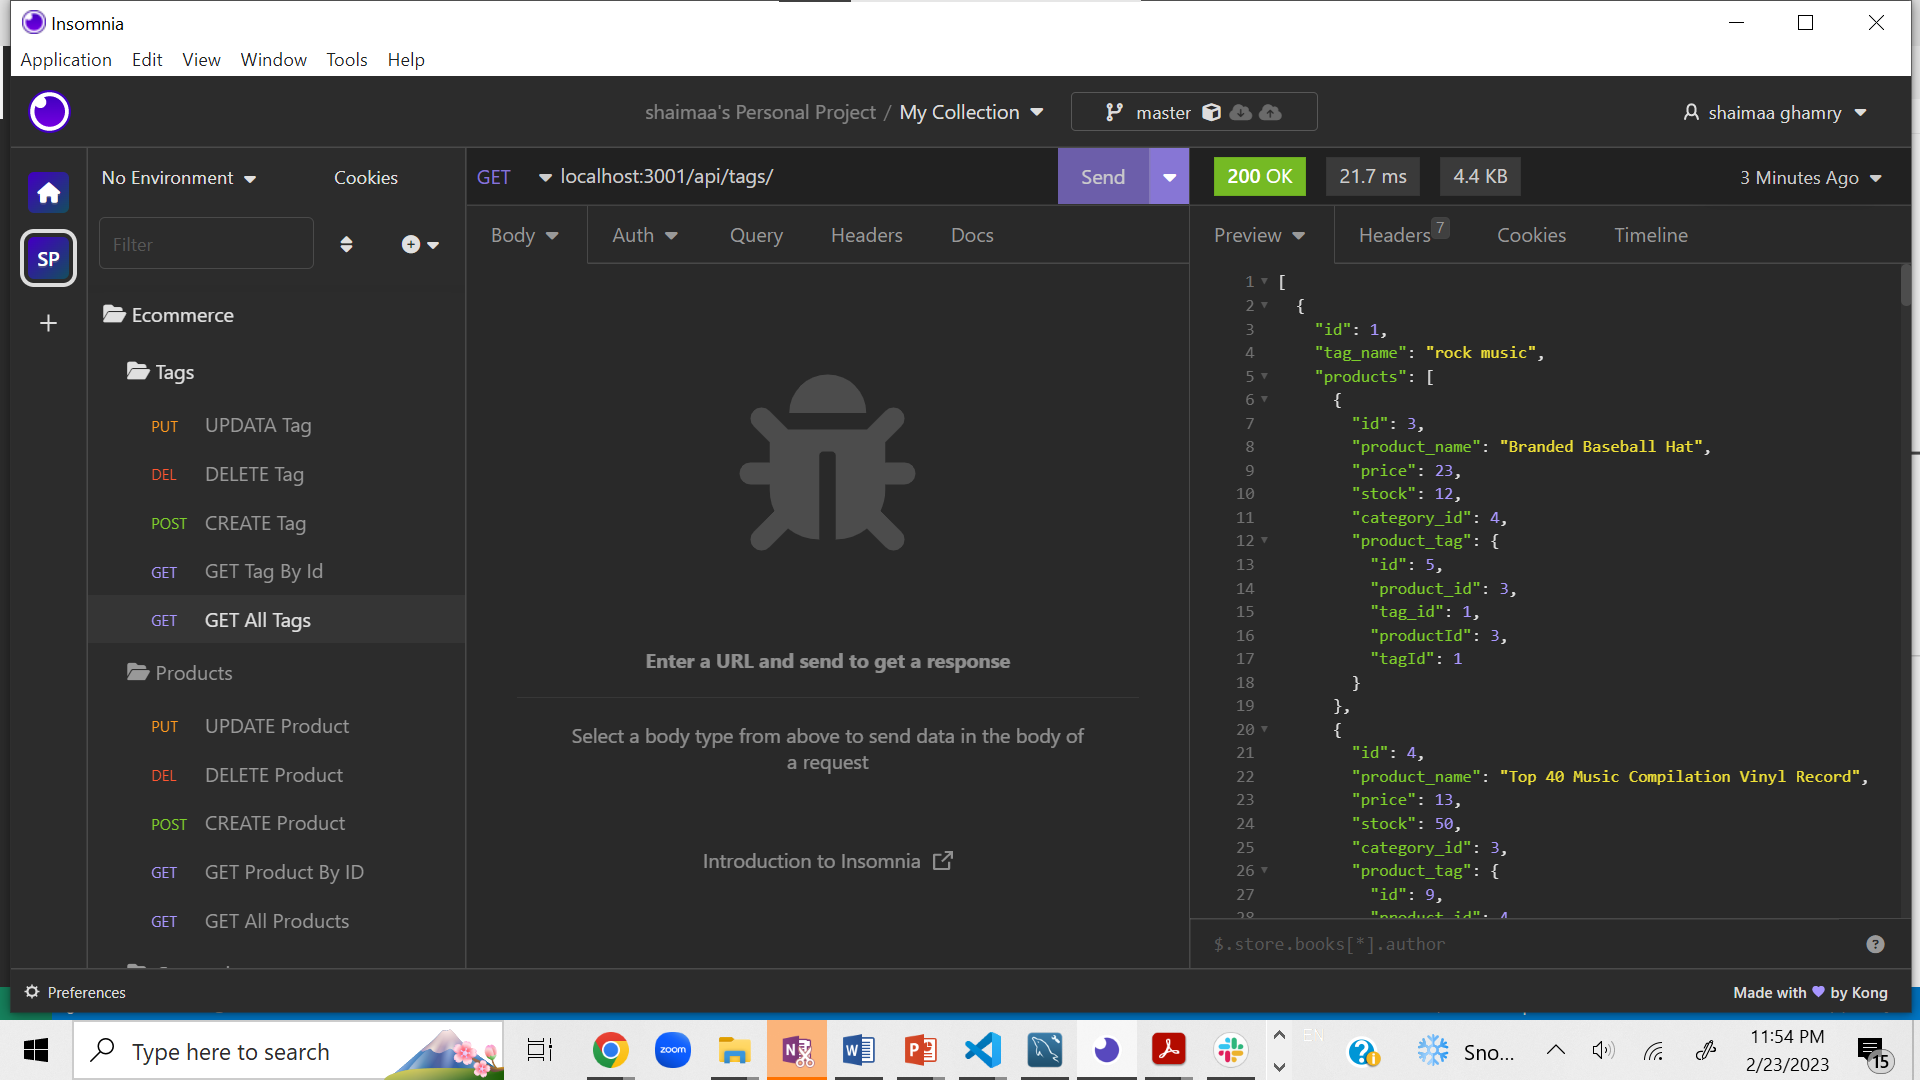 Insomnia
Application Edit View Window Tools Help
shaimaa's Personal Project / My Collection
master
shaimaa ghamry
No Environment
Cookies
GET localhost:3001/api/tags/
Send
200 OK
21.7 ms
4.4 KB
3 Minutes Ago
Filter
SP
Body
Auth
Query
Headers
Docs
Preview
Headers 7
Cookies
Timeline
Ecommerce
Tags
PUT UPDATA Tag
DEL DELETE Tag
POST CREATE Tag
GET GET Tag By Id
GET GET All Tags
Products
PUT UPDATE Product
DEL DELETE Product
POST CREATE Product
GET GET Product By ID
GET GET All Products
Enter a URL and send to get a response
Select a body type from above to send data in the body of
a request
Introduction to Insomnia
1 [
2 {
3 "id": 1,
4 "tag_name": "rock music",
5 "products": [
6 {
7 "id": 3,
8 "product_name": "Branded Baseball Hat",
9 "price": 23,
10 "stock": 12,
11 "category_id": 4,
12 "product_tag": {
13 "id": 5,
14 "product_id": 3,
15 "tag_id": 1,
16 "productId": 3,
17 "tagId": 1
18 }
19 },
20 {
21 "id": 4,
22 "product_name": "Top 40 Music Compilation Vinyl Record",
23 "price": 13,
24 "stock": 50,
25 "category_id": 3,
26 "product_tag": {
27 "id": 9,
28 "product_id": 4
$.store.books[*].author
Preferences
Made with by Kong
Type here to search
zoom
EN
Sno...
11:54 PM
2/23/2023
15